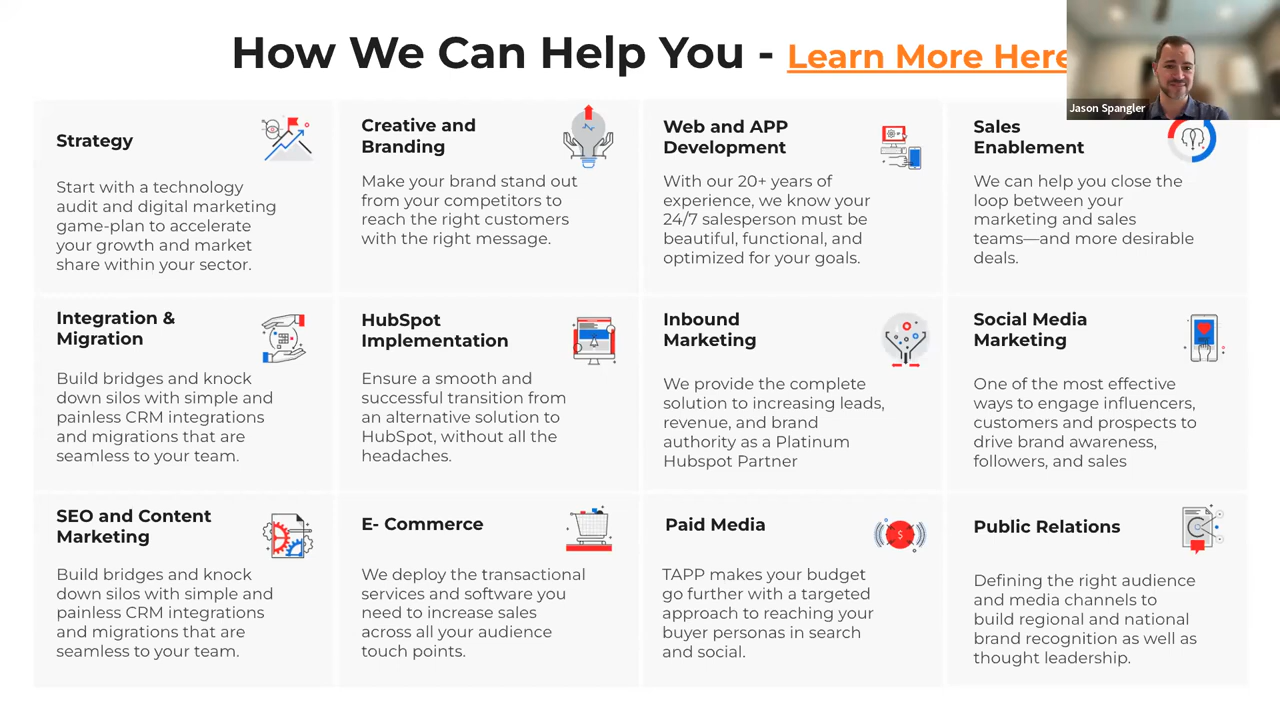 How We Can Help You - Learn More Here
Jason Spangler
Strategy
Start with a technology
audit and digital marketing
game-plan to accelerate
your growth and market
share within your sector.
Creative and
Branding
Make your brand stand out
from your competitors to
reach the right customers
with the right message.
Web and APP
Development
With our 20+ years of
experience, we know your
24/7 salesperson must be
beautiful, functional, and
optimized for your goals.
Sales
Enablement
We can help you close the
loop between your
marketing and sales
teams—and more desirable
deals.
Integration &
Migration
Build bridges and knock
down silos with simple and
painless CRM integrations
and migrations that are
seamless to your team.
HubSpot
Implementation
Ensure a smooth and
successful transition from
an alternative solution to
HubSpot, without all the
headaches.
Inbound
Marketing
We provide the complete
solution to increasing leads,
revenue, and brand
authority as a Platinum
Hubspot Partner
Social Media
Marketing
One of the most effective
ways to engage influencers,
customers and prospects to
drive brand awareness,
followers, and sales
SEO and Content
Marketing
Build bridges and knock
down silos with simple and
painless CRM integrations
and migrations that are
seamless to your team.
E- Commerce
We deploy the transactional
services and software you
need to increase sales
across all your audience
touch points.
Paid Media
$
TAPP makes your budget
go further with a targeted
approach to reaching your
buyer personas in search
and social.
Public Relations
Defining the right audience
and media channels to
build regional and national
brand recognition as well as
thought leadership.